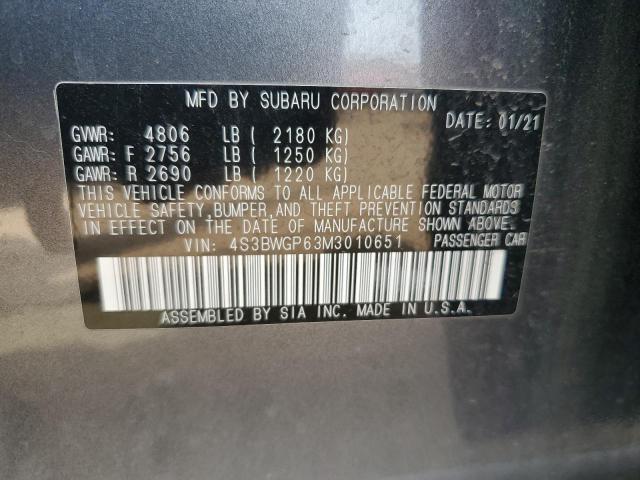 MFD BY SUBARU CORPORATION
DATE: 01/21
GVWR: 4806 LB ( 2180 KG)
GAWR: F 2756 LB ( 1250 KG)
GAWR: R 2690 LB ( 1220 KG)
THIS VEHICLE CONFORMS TO ALL APPLICABLE FEDERAL MOTOR
VEHICLE SAFETY,BUMPER,AND THEFT PREVENTION STANDARDS
IN EFFECT ON THE DATE OF MANUFACTURE SHOWN ABOVE.
VIN: 4S3BWGP63M3010651 PASSENGER CAR
ASSEMBLED BY SIA INC. MADE IN U.S.A.